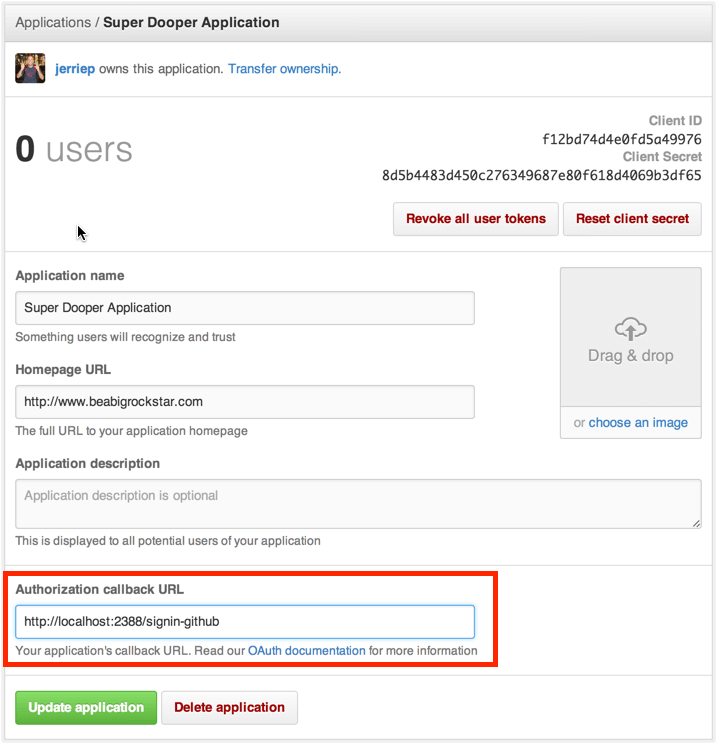 Applications / Super Dooper Application
jerriep owns this application. Transfer ownership.
0 users
Client ID
f12bd74d4e0fd5a49976
Client Secret
8d5b4483d450c276349687e80f618d4069b3df65
Revoke all user tokens
Reset client secret
Application name
Super Dooper Application
Something users will recognize and trust
Drag & drop
or choose an image
Homepage URL
http://www.beabigrockstar.com
The full URL to your application homepage
Application description
Application description is optional
This is displayed to all potential users of your application
Authorization callback URL
http://localhost:2388/signin-github
Your application's callback URL. Read our OAuth documentation for more information
Update application
Delete application